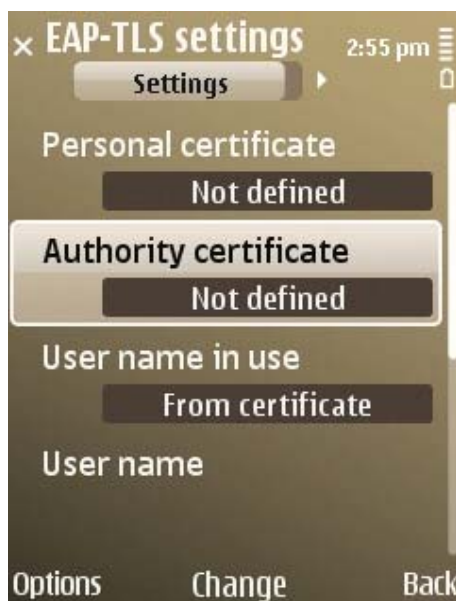 EAP-TLS settings 2:55 pm
Settings
Personal certificate
Not defined
Authority certificate
Not defined
User name in use
From certificate
User name
Options Change Back